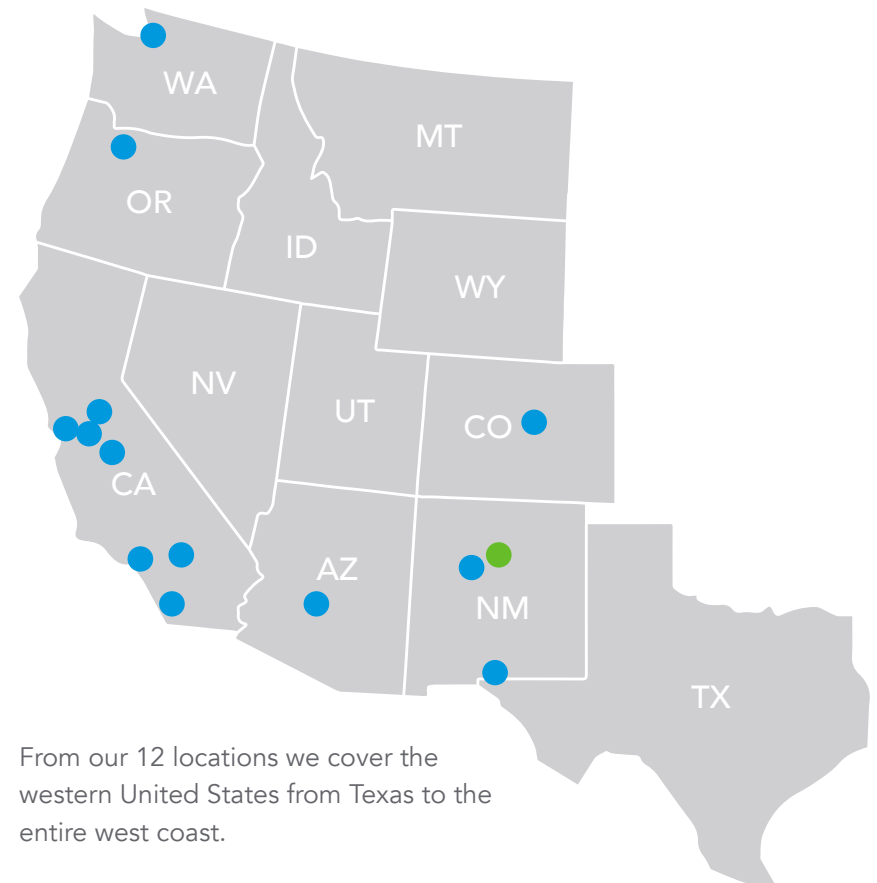 WA
MT
OR
ID
WY
NV
UT
CO
CA
AZ
NM
TX
From our 12 locations we cover the
western United States from Texas to the
entire west coast.